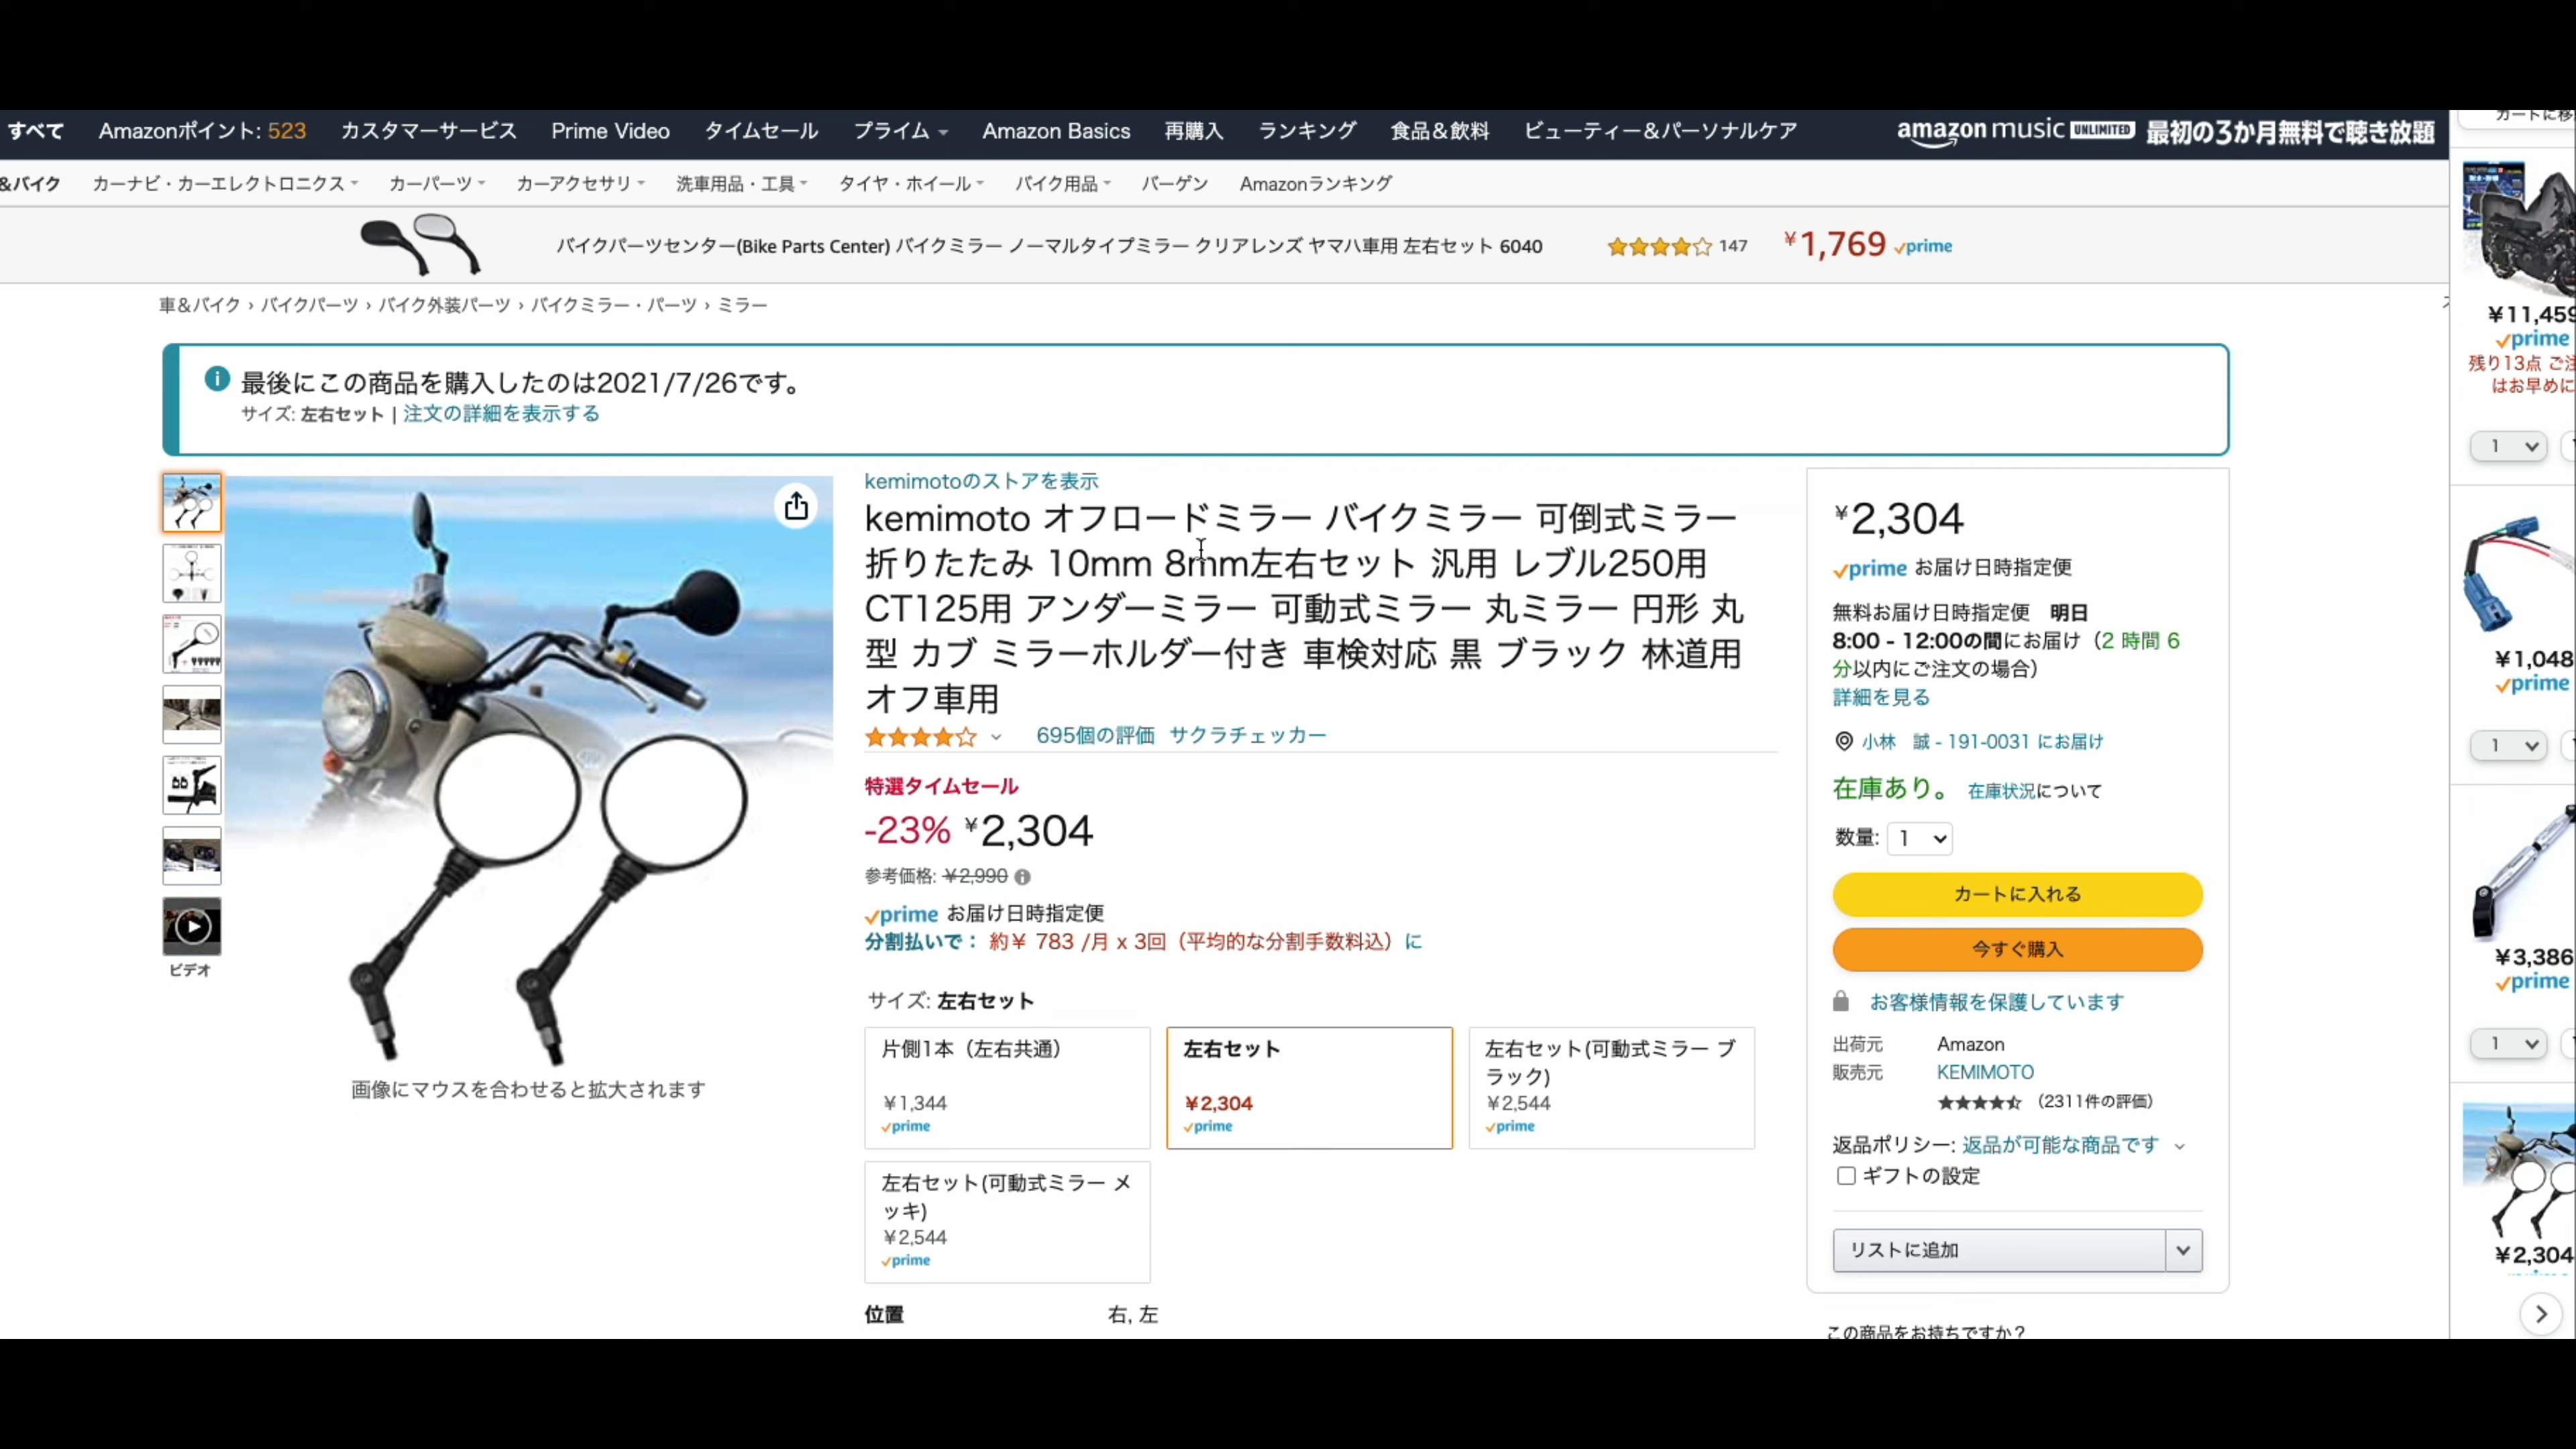 すべて Amazonポイント: 523 カスタマーサービス Prime Video タイムセール プライム Amazon Basics 再購入 ランキング 食品＆飲料 ビューティー＆パーソナルケア amazon music UNLIMITED 最初の3か月無料で聴き放題
&バイク カーナビ・カーエレクトロニクス カーパーツ カーアクセサリ 洗車用品・工具 タイヤ・ホイール バイク用品 バーゲン Amazonランキング
バイクパーツセンター(Bike Parts Center) バイクミラー ノーマルタイプミラー クリアレンズ ヤマハ車用 左右セット 6040 147 ￥1,769 prime
車＆バイク › バイクパーツ › バイク外装パーツ › バイクミラー・パーツ › ミラー
最後にこの商品を購入したのは2021/7/26です。
サイズ: 左右セット | 注文の詳細を表示する
ビデオ
画像にマウスを合わせると拡大されます
kemimotoのストアを表示
kemimoto オフロードミラー バイクミラー 可倒式ミラー
折りたたみ 10mm 8mm左右セット 汎用 レブル250用
CT125用 アンダーミラー 可動式ミラー 丸ミラー 円形 丸
型 カブ ミラーホルダー付き 車検対応 黒 ブラック 林道用
オフ車用
695個の評価 サクラチェッカー
特選タイムセール
-23% ￥2,304
参考価格: ￥2,990
prime お届け日時指定便
分割払いで： 約￥ 783 /月 x 3回（平均的な分割手数料込）に
サイズ: 左右セット
片側1本（左右共通）
￥1,344
prime
左右セット
￥2,304
prime
左右セット(可動式ミラー ブ
ラック)
￥2,544
prime
左右セット(可動式ミラー メ
ッキ)
￥2,544
prime
位置 右, 左
￥2,304
prime お届け日時指定便
無料お届け日時指定便 明日
8:00 - 12:00の間にお届け（2 時間 6
分以内にご注文の場合）
詳細を見る
小林 誠 - 191-0031 にお届け
在庫あり。 在庫状況について
数量: 1
カートに入れる
今すぐ購入
お客様情報を保護しています
出荷元 Amazon
販売元 KEMIMOTO
（2311件の評価）
返品ポリシー: 返品が可能な商品です
ギフトの設定
リストに追加
この商品をお持ちですか？
カートに移
￥11,459
prime
残り13点 ご注
はお早めに
1
￥1,048
prime
1
￥3,386
prime
1
￥2,304